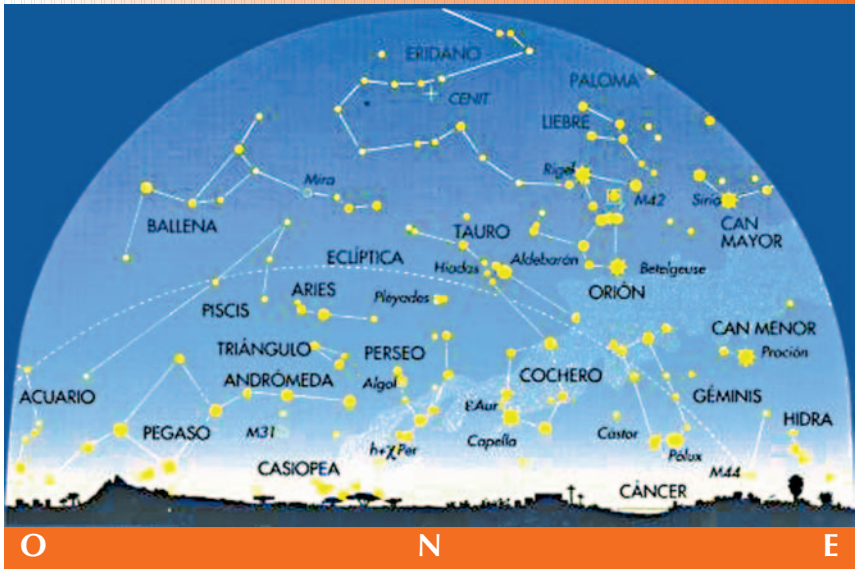 ERIDANO
CENIT
PALOMA
LIEBRE
Rigel
M42
Sirio
CAN
MAYOR
Mira
BALLENA
TAURO
ECLÍPTICA
Híadas
Aldebarán
Betelgeuse
ORIÓN
PISCIS
ARIES
Pléyades
CAN MENOR
Proción
TRIÁNGULO
PERSEO
ANDRÓMEDA
Algol
COCHERO
ACUARIO
GÉMINIS
εAur
HIDRA
PEGASO
M31
h+χPer
Capella
Castor
Pólux
CASIOPEA
M44
CÁNCER
O N E